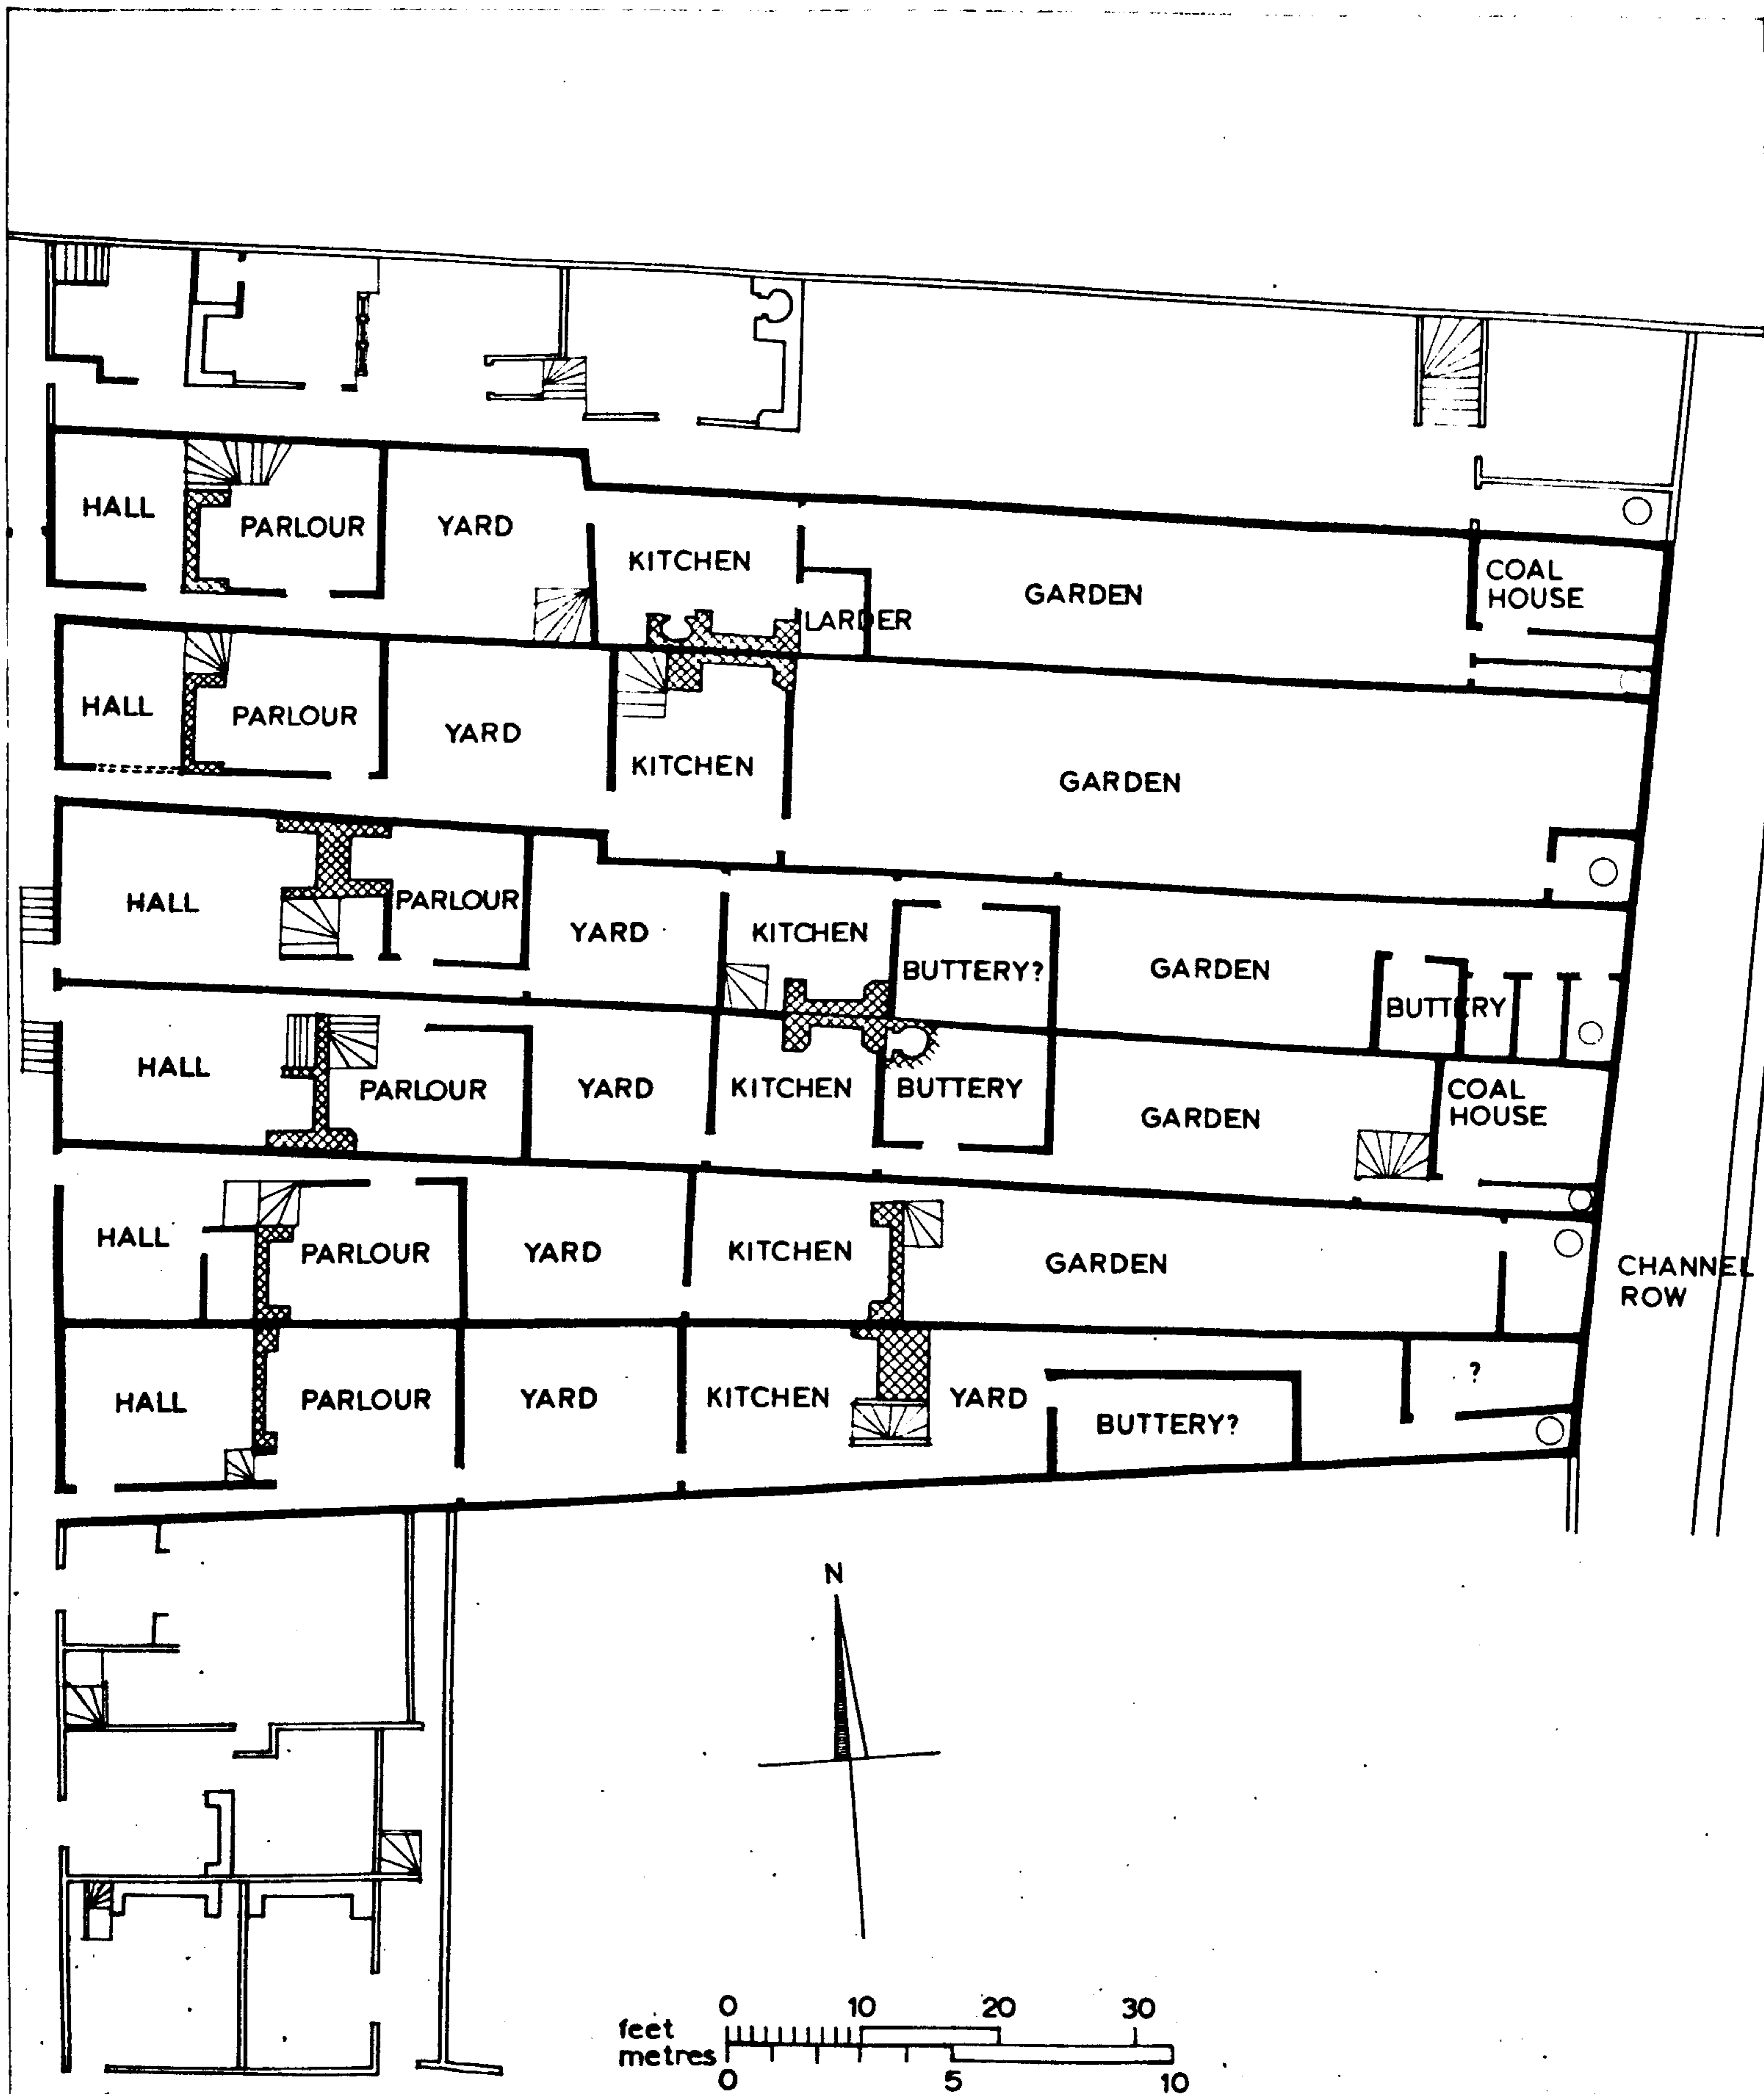 HALL
PARLOUR
YARD
KITCHEN
LARDER
GARDEN
COAL
HOUSE
HALL
PARLOUR
YARD
KITCHEN
GARDEN
HALL
PARLOUR
YARD
KITCHEN
BUTTERY?
GARDEN
BUTTERY
HALL
PARLOUR
YARD
KITCHEN
BUTTERY
GARDEN
COAL
HOUSE
HALL
PARLOUR
YARD
KITCHEN
GARDEN
CHANNEL
ROW
HALL
PARLOUR
YARD
KITCHEN
YARD
BUTTERY?
?
N
0 10 20 30
feet
metres
0 5 10